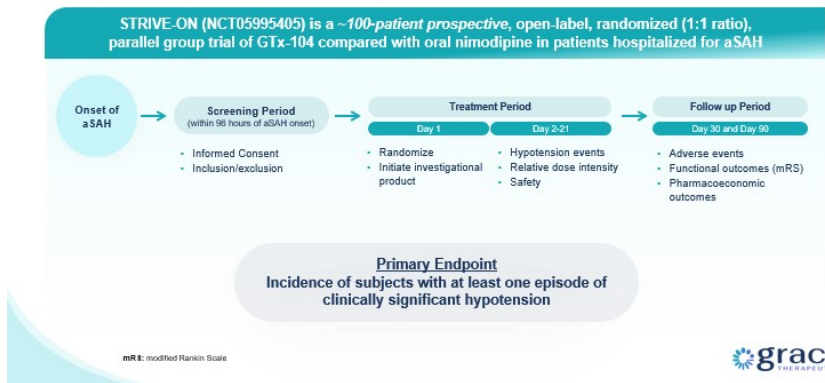 STRIVE-ON (NCT05995405) is a ~100-patient prospective, open-label, randomized (1:1 ratio),
parallel group trial of GTx-104 compared with oral nimodipine in patients hospitalized for aSAH
Onset of
aSAH
Screening Period
(within 96 hours of aSAH onset)
• Informed Consent
• Inclusion/exclusion
Treatment Period
Day 1
• Randomize
• Initiate investigational
product
Day 2-21
• Hypotension events
• Relative dose intensity
• Safety
Follow up Period
Day 30 and Day 90
• Adverse events
• Functional outcomes (mRS)
• Pharmacoeconomic
outcomes
Primary Endpoint
Incidence of subjects with at least one episode of
clinically significant hypotension
mRS: modified Rankin Scale
grac
THERAPEUT